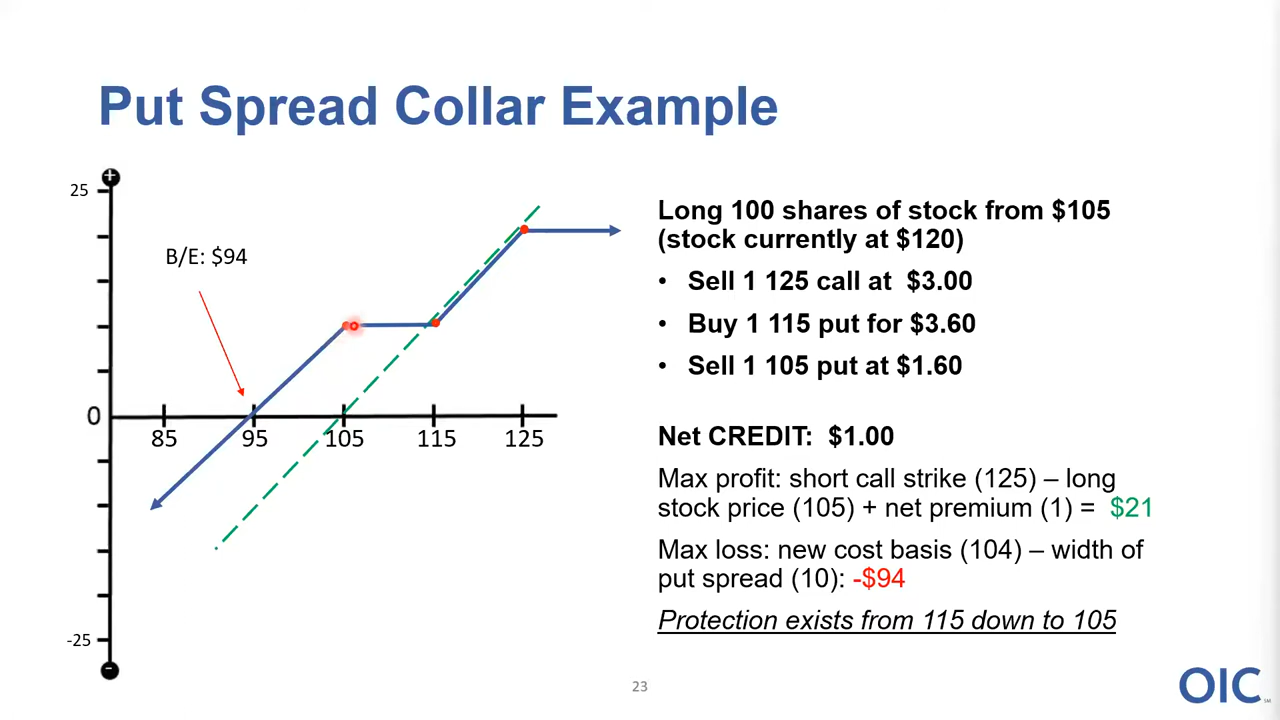 Put Spread Collar Example
+
25
B/E: $94
0
85 95 105 115 125
-25
-
Long 100 shares of stock from $105
(stock currently at $120)
• Sell 1 125 call at $3.00
• Buy 1 115 put for $3.60
• Sell 1 105 put at $1.60
Net CREDIT: $1.00
Max profit: short call strike (125) – long
stock price (105) + net premium (1) = $21
Max loss: new cost basis (104) – width of
put spread (10): -$94
Protection exists from 115 down to 105
23
OIC℠